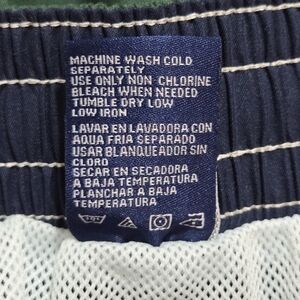 MACHINE WASH COLD
SEPARATELY
USE ONLY NON-CHLORINE
BLEACH WHEN NEEDED
TUMBLE DRY LOW
LOW IRON
LAVAR EN LAVADORA CON
AGUA FRIA SEPARADO
USAR BLANQUEADOR SIN
CLORO
SECAR EN SECADORA
A BAJA TEMPERATURA
PLANCHAR A BAJA
TEMPERATURA